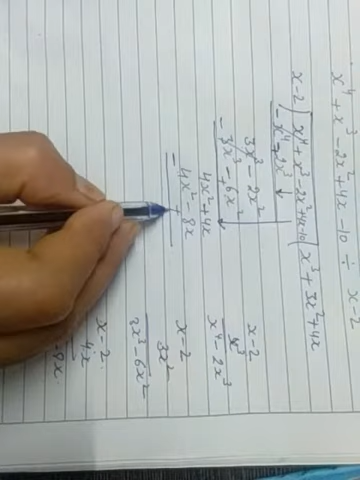 x⁴ + x³ - 2x² + 4x - 10 ÷ x - 2
x-2 ) x⁴ + x³ - 2x² + 4x - 10 ( x³ + 3x² + 4x
- x⁴ + 2x³
3x³ - 2x²
- 3x³ + 6x²
4x² + 4x
4x² - 8x
- +
x - 2
x³
x⁴ - 2x³
x - 2
3x²
3x³ - 6x²
x - 2
4x
- 8x